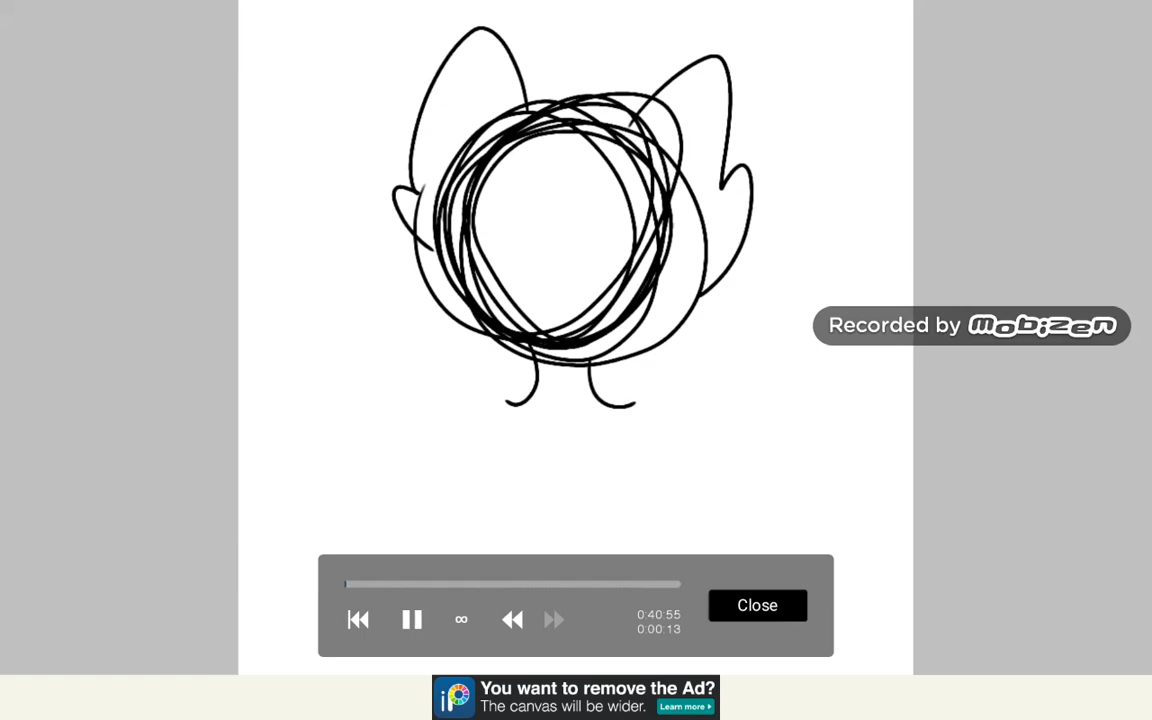 Recorded by mobizen
∞
0:40:55
0:00:13
Close
iP
You want to remove the Ad?
The canvas will be wider.
Learn more